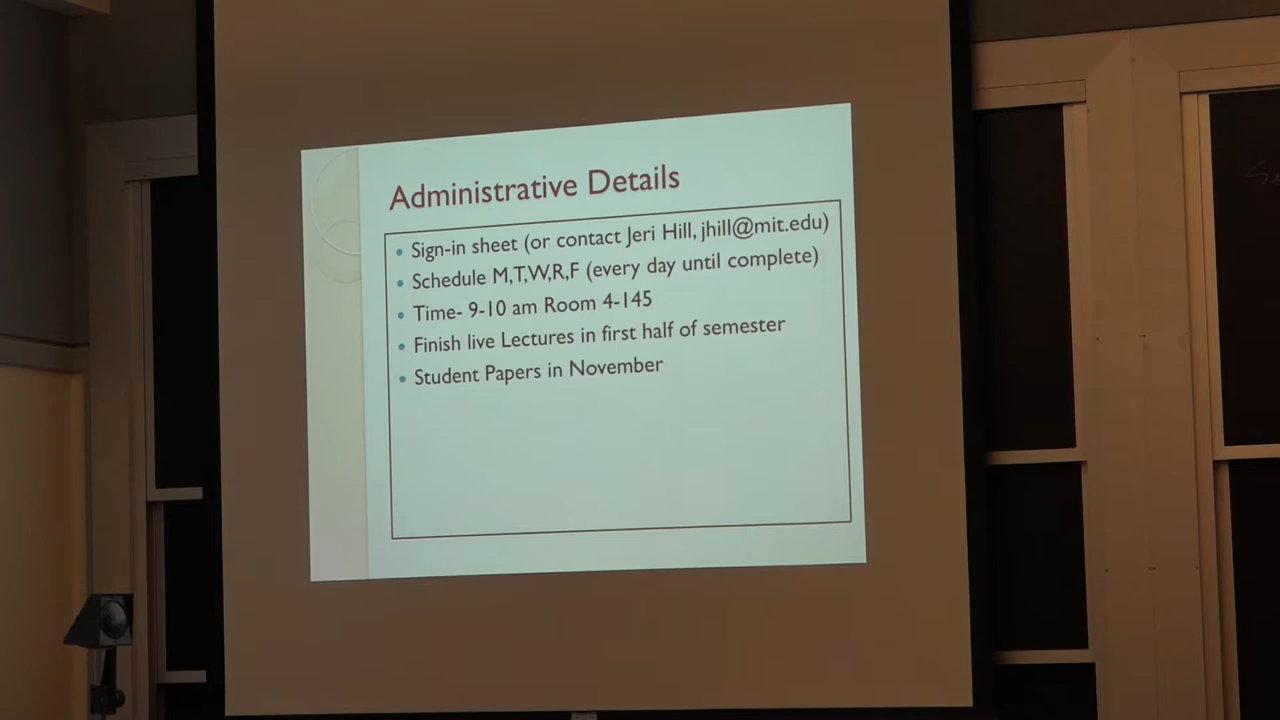 Administrative Details
Sign-in sheet (or contact Jeri Hill, jhill@mit.edu)
Schedule M,T,W,R,F (every day until complete)
Time- 9-10 am Room 4-145
Finish live Lectures in first half of semester
Student Papers in November